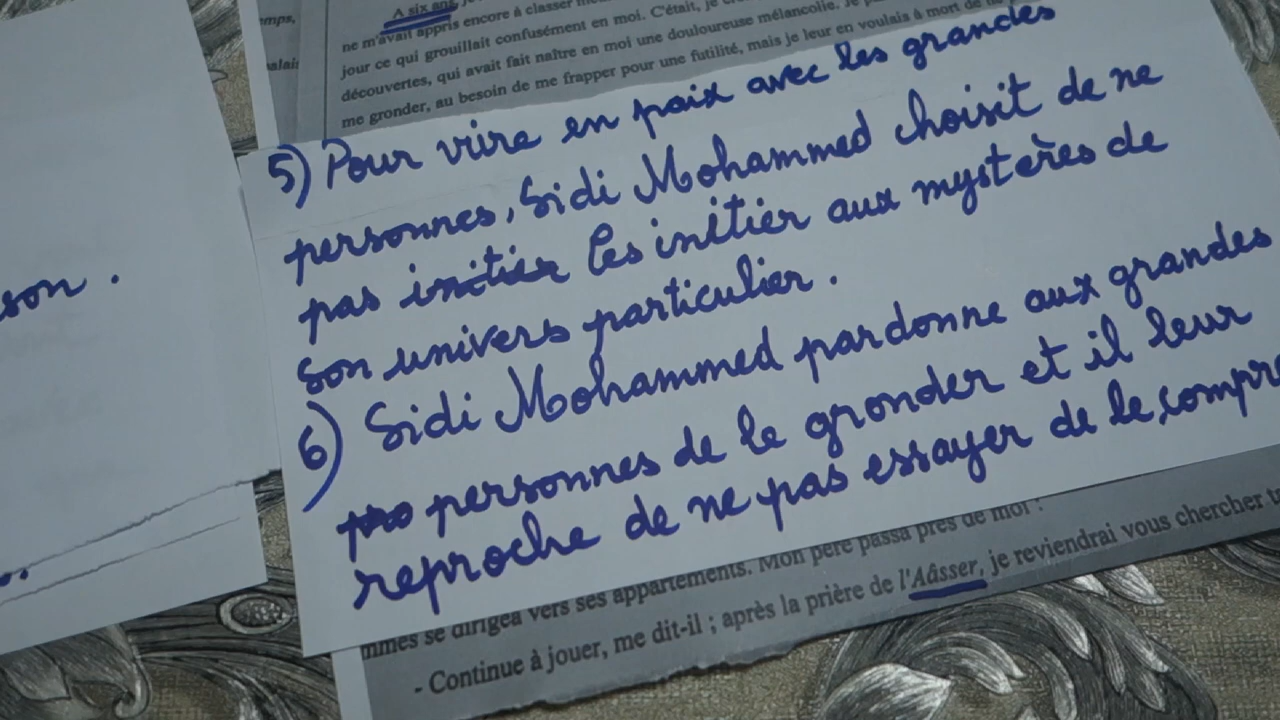 A six ans, je
ne m'avait appris encore à classer
jour ce qui grouillait confusément en moi. C'était, je
découvertes, qui avait fait naître en moi une douloureuse mélancolie. Je
me gronder, au besoin de me frapper pour une futilité, mais je leur en voulais à mort de
5) Pour vivre en paix avec les grandes
personnes, Sidi Mohammed choisit de ne
pas initier les initier aux mystères de
son univers particulier.
6) Sidi Mohammed pardonne aux grandes
pro personnes de le gronder et il leur
reproche de ne pas essayer de le compre
son.
mmes se dirigea vers ses appartements. Mon père passa près de moi :
- Continue à jouer, me dit-il ; après la prière de l'Aâsser, je reviendrai vous chercher